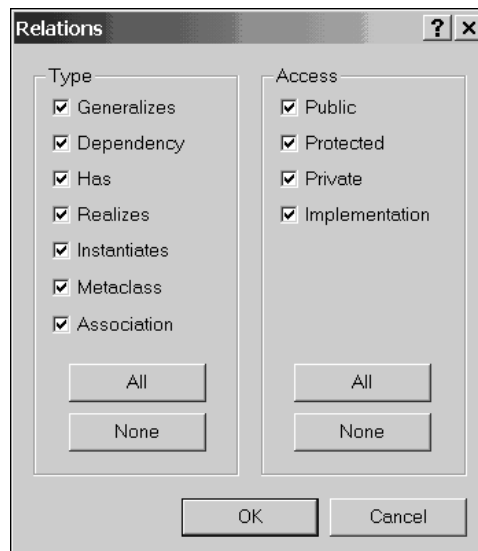 Relations ? ×
Type
Generalizes
Dependency
Has
Realizes
Instantiates
Metaclass
Association
All
None
Access
Public
Protected
Private
Implementation
All
None
OK Cancel